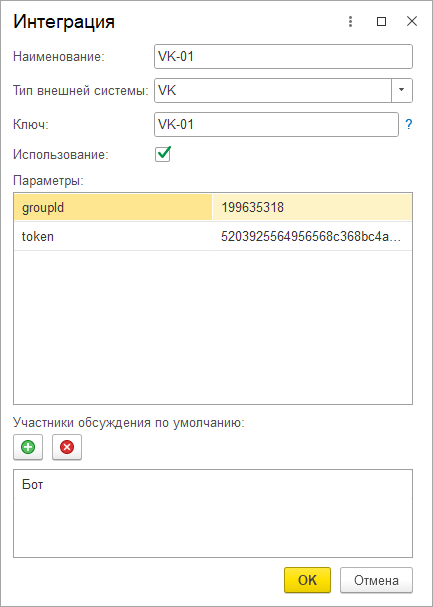 Интеграция
Наименование: VK-01
Тип внешней системы: VK
Ключ: VK-01 ?
Использование:
Параметры:
groupId 199635318
token 5203925564956568c368bc4a...
Участники обсуждения по умолчанию:
Бот
OK Отмена